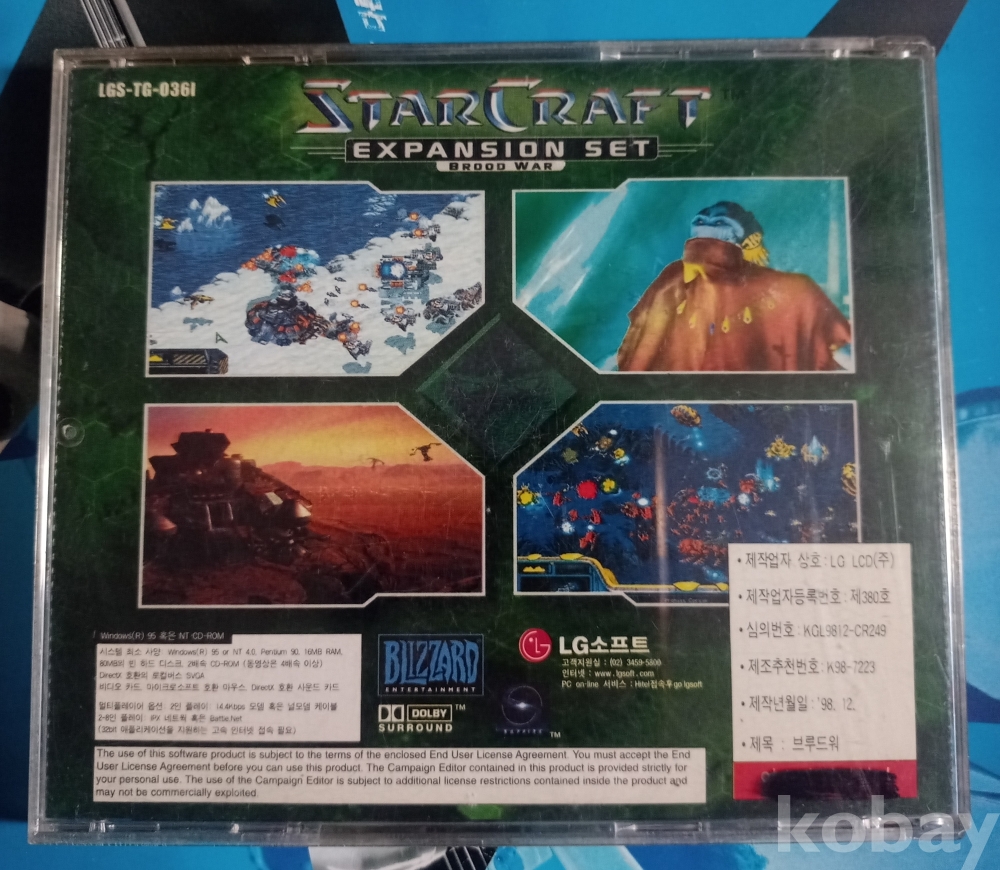 LGS-TG-0361
STARCRAFT™
EXPANSION SET
BROOD WAR
Windows(R) 95 혹은 NT CD-ROM
시스템 최소 사양: Windows(R) 95 or NT 4.0, Pentium 90, 16MB RAM,
80MB의 빈 하드 디스크, 2배속 CD-ROM (동영상은 4배속 이상)
DirectX 호환의 로컬버스 SVGA
비디오 카드, 마이크로소프트 호환 마우스, DirectX 호환 사운드 카드
멀티플레이어 옵션: 2인 플레이: 14.4Kbps 모뎀 혹은 널모뎀 케이블
2-8인 플레이: IPX 네트웍 혹은 Battle.Net
(32bit 애플리케이션을 지원하는 고속 인터넷 접속 필요)
BLIZZARD
ENTERTAINMENT
DOLBY™
SURROUND
™
LG소프트
고객지원실 : (02) 3459-5800
인터넷 : www.lgsoft.com
PC on-line 서비스 : Hitel접속후go.lgsoft
The use of this software product is subject to the terms of the enclosed End User License Agreement. You must accept the End
User License Agreement before you can use this product. The Campaign Editor contained in this product is provided strictly for
your personal use. The use of the Campaign Editor is subject to additional license restrictions contained inside the product and
may not be commercially exploited.
• 제작업자 상호 : LG LCD(주)
• 제작업자등록번호 : 제380호
• 심의번호 : KGL9812-CR249
• 제조추천번호 : K98-7223
• 제작년월일 : '98. 12.
• 제목 : 브루드워
kobay